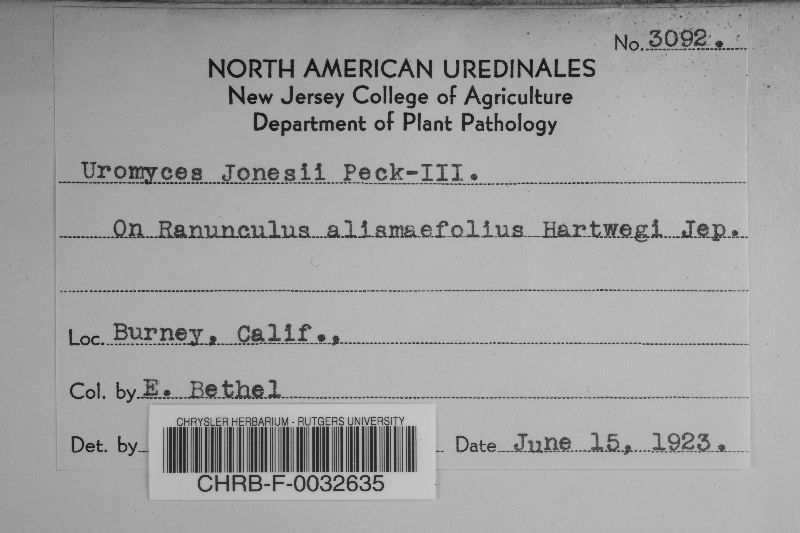 No. 3092.
NORTH AMERICAN UREDINALES
New Jersey College of Agriculture
Department of Plant Pathology
Uromyces Jonesii Peck-III.
On Ranunculus alismaefolius Hartwegi Jep.
Loc. Burney, Calif.,
Col. by E. Bethel
Det. by
Date June 15, 1923.
CHRYSLER HERBARIUM - RUTGERS UNIVERSITY
CHRB-F-0032635